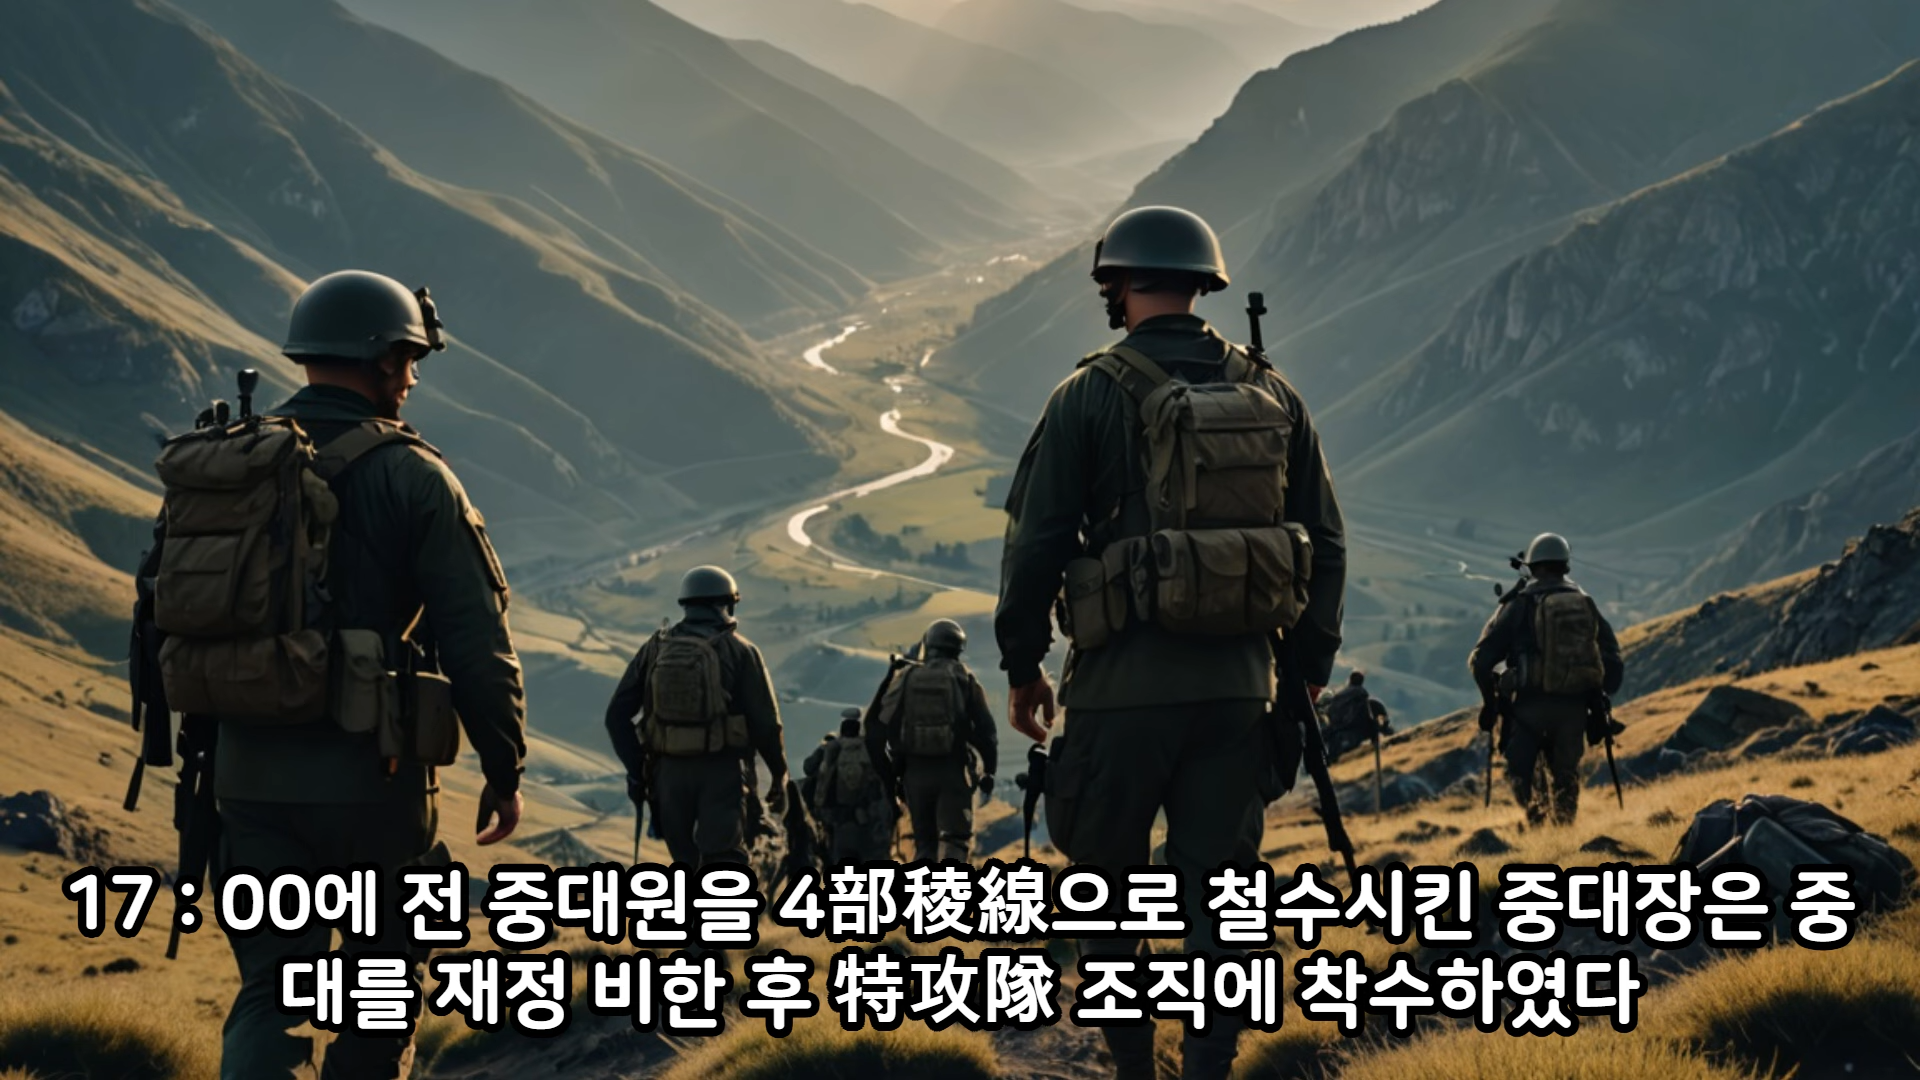 17 : 00에 전 중대원을 4部稜線으로 철수시킨 중대장은 중
대를 재정 비한 후 特攻隊 조직에 착수하였다